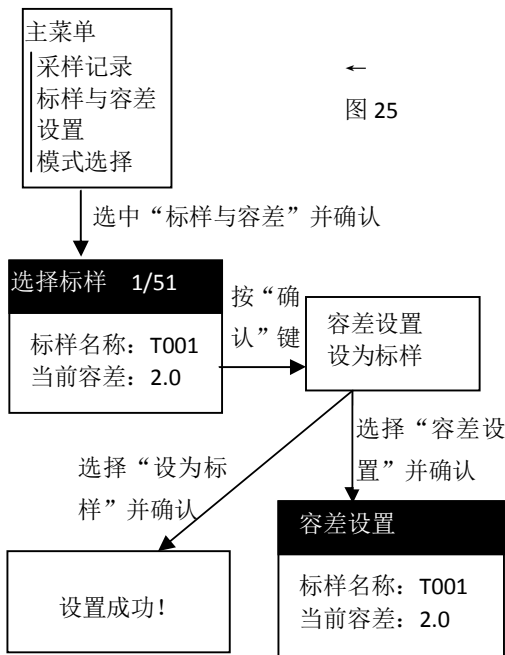 主菜单
采样记录
标样与容差
设置
模式选择
←
图 25
选中“标样与容差”并确认
选择标样 1/51
标样名称：T001
当前容差：2.0
按“确
认”键
容差设置
设为标样
选择“设为标
样”并确认
选择“容差设
置”并确认
设置成功！
容差设置
标样名称：T001
当前容差：2.0